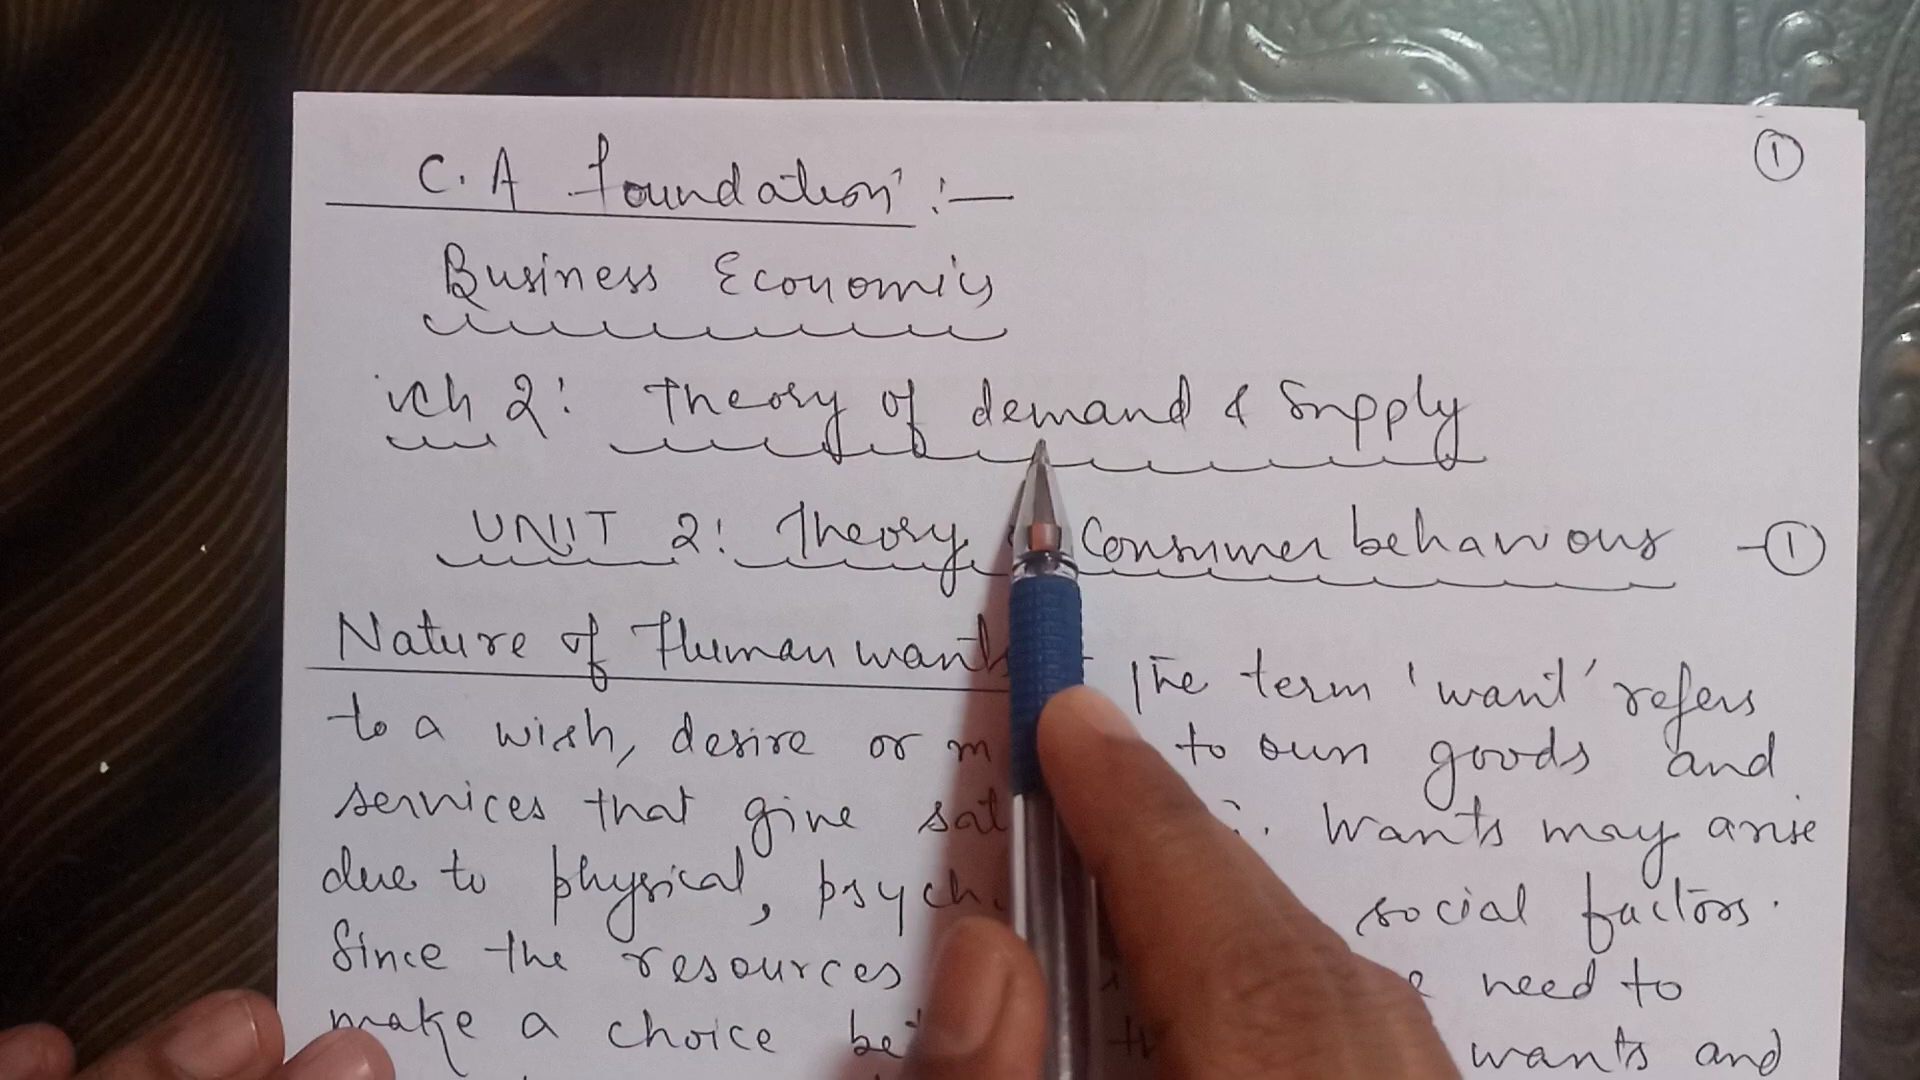 ①
C.A Foundation :—
Business Economics
ch 2: Theory of demand & Supply
UNIT 2: Theory Consumer behaviour —①
Nature of Human wants The term 'want' refers
to a wish, desire or m to own goods and
services that give sat Wants may arise
due to physical, psych social factors.
Since the resources need to
make a choice wants and